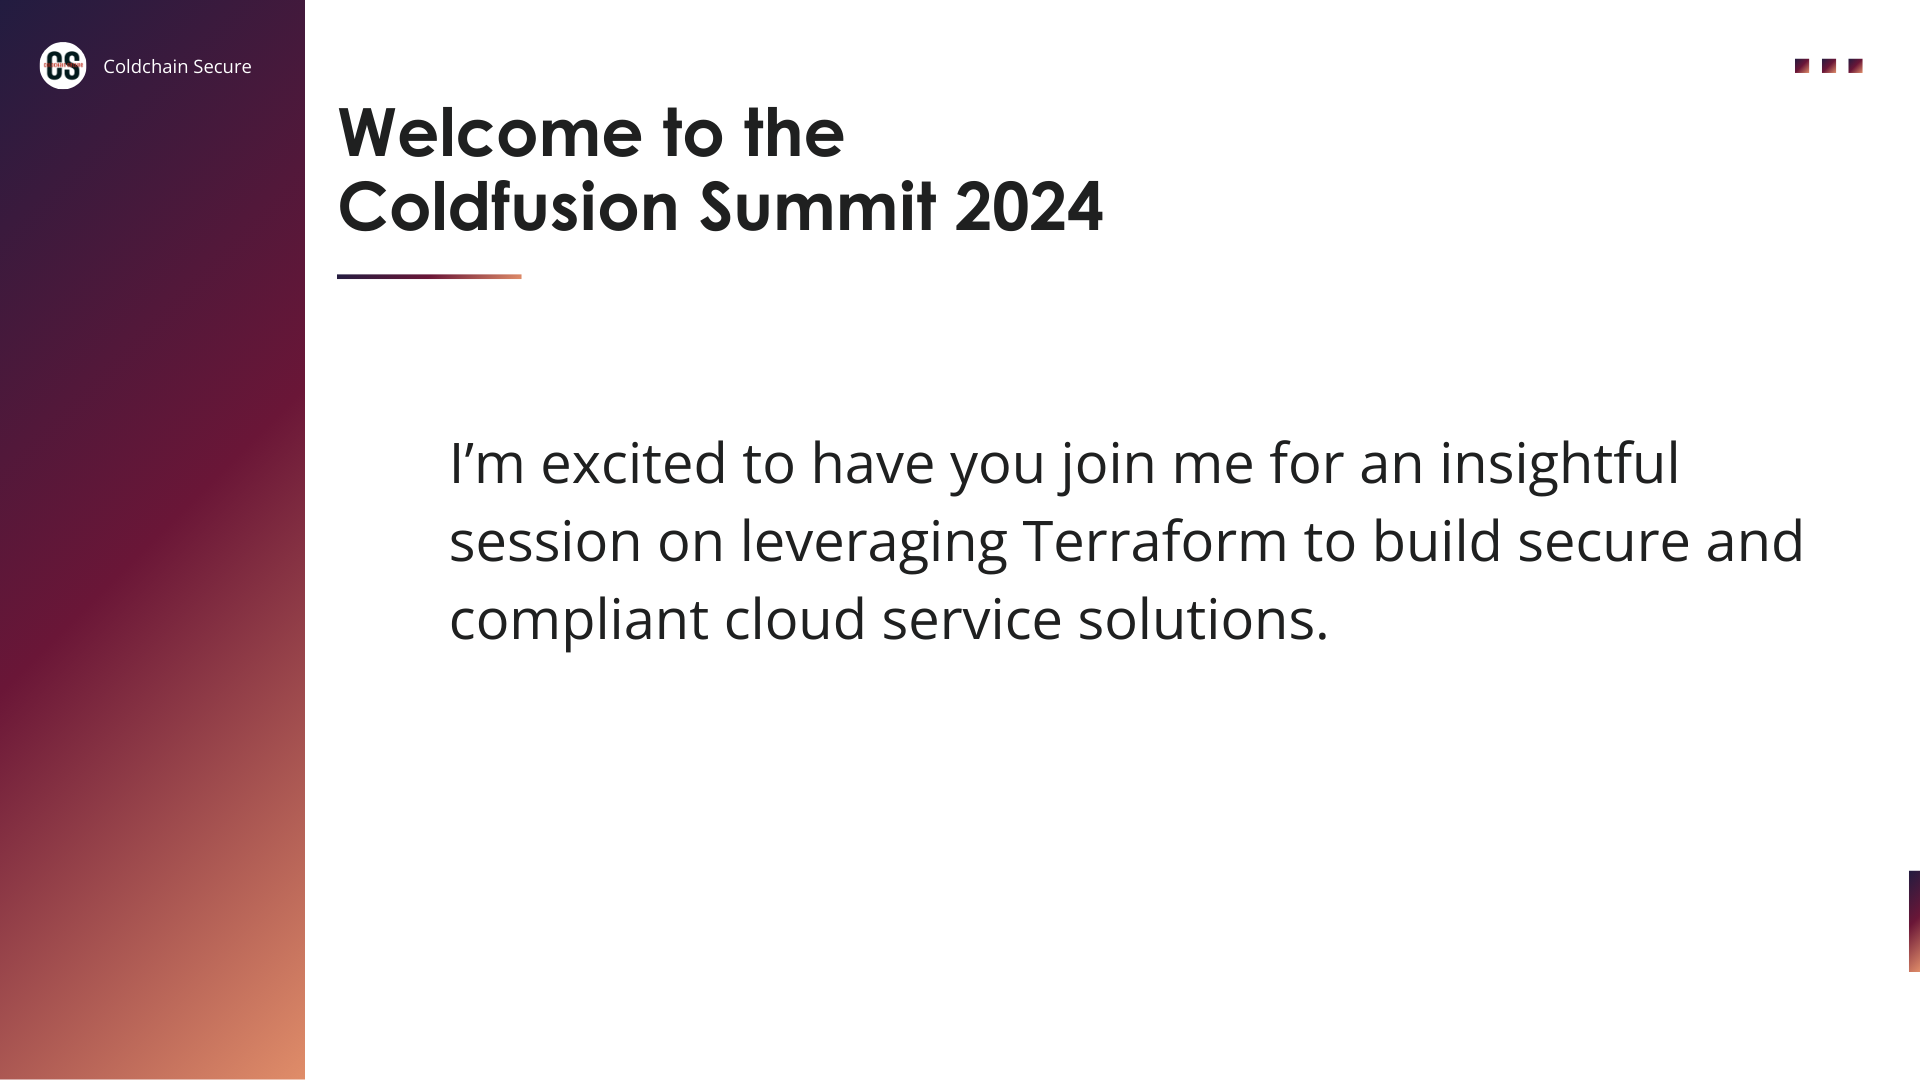 CS
Coldchain Secure
Welcome to the
Coldfusion Summit 2024
I’m excited to have you join me for an insightful
session on leveraging Terraform to build secure and
compliant cloud service solutions.